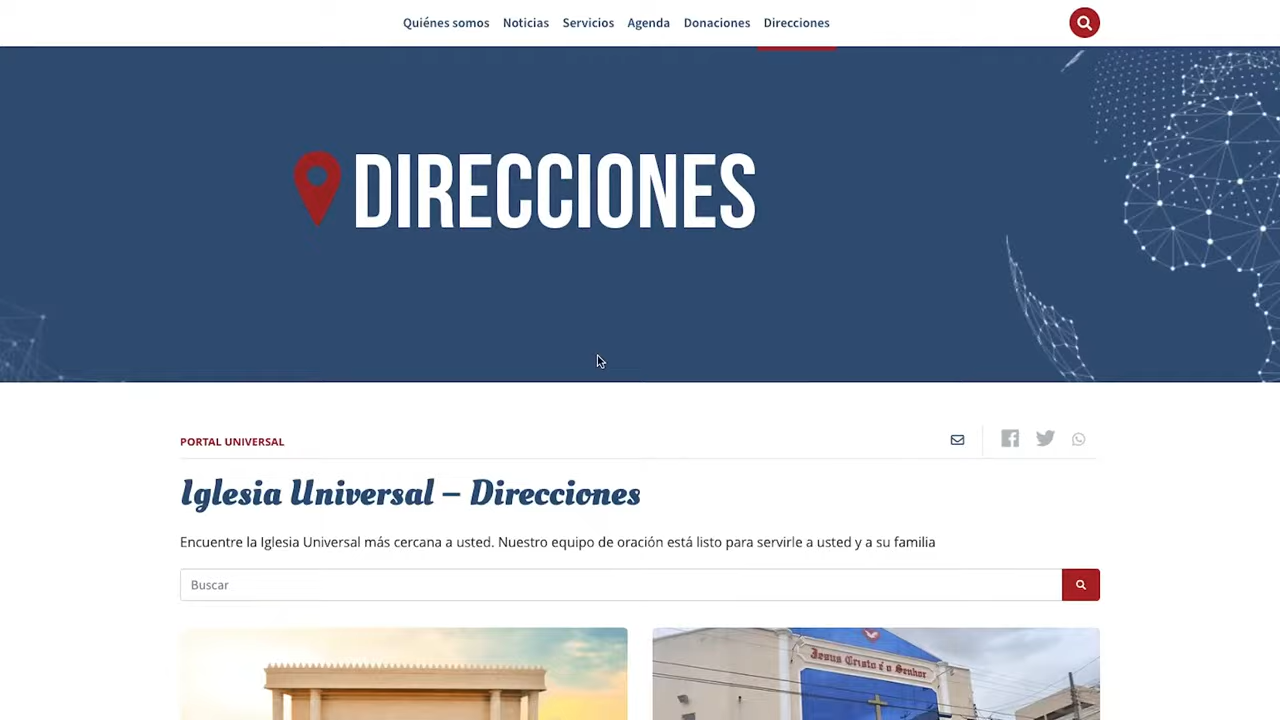 Quiénes somos Noticias Servicios Agenda Donaciones Direcciones
DIRECCIONES
PORTAL UNIVERSAL
Iglesia Universal – Direcciones
Encuentre la Iglesia Universal más cercana a usted. Nuestro equipo de oración está listo para servirle a usted y a su familia
Buscar
Jesus Cristo é o Senhor